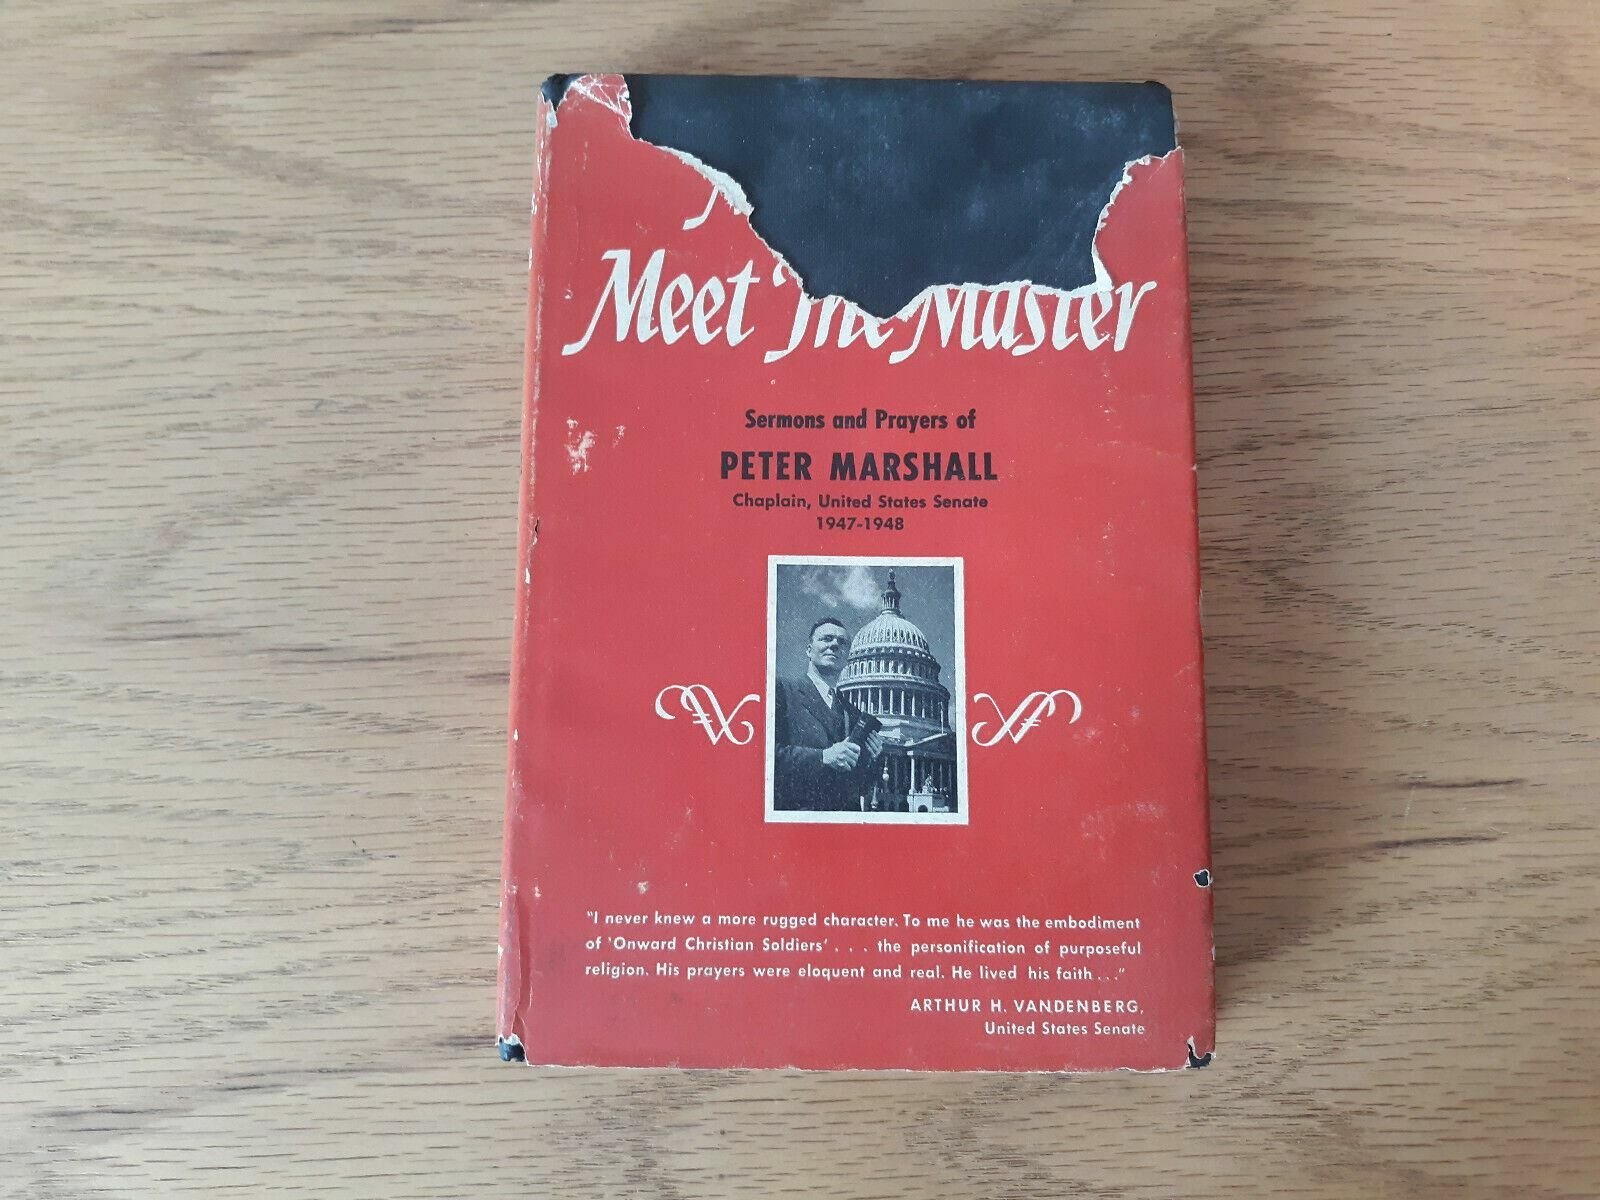 Meet The Master
Sermons and Prayers of
PETER MARSHALL
Chaplain, United States Senate
1947-1948
"I never knew a more rugged character. To me he was the embodiment
of 'Onward Christian Soldiers' . . . the personification of purposeful
religion. His prayers were eloquent and real. He lived his faith . . ."
ARTHUR H. VANDENBERG,
United States Senate